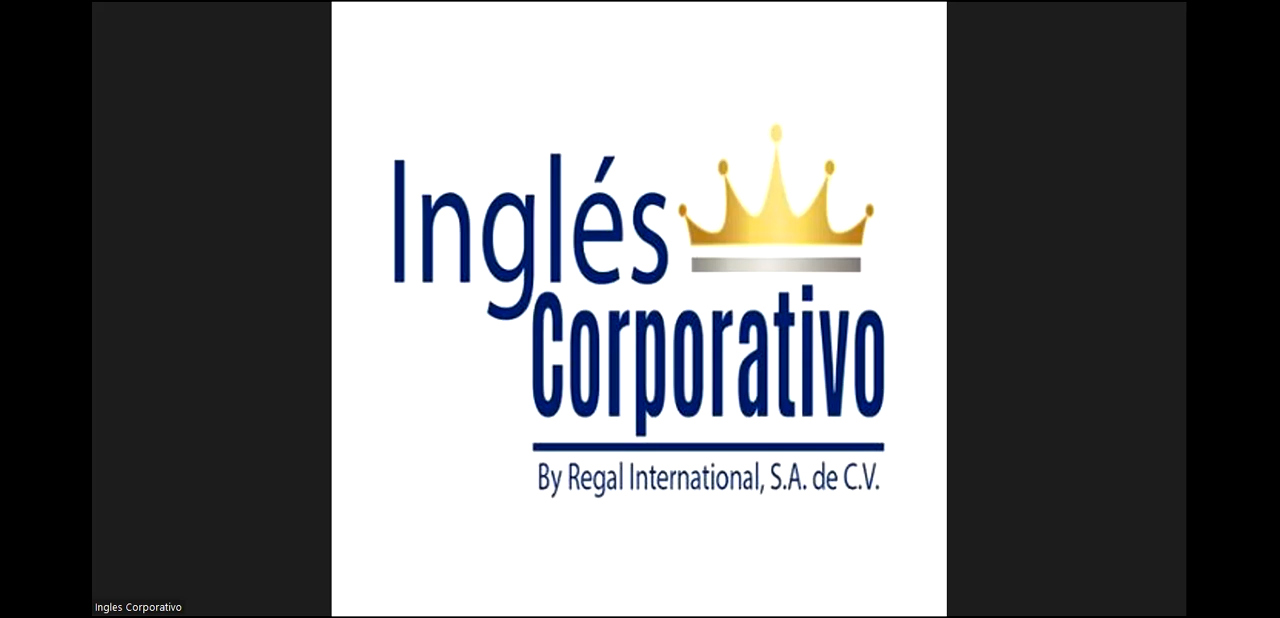 Inglés
Corporativo
By Regal International, S.A. de C.V.
Ingles Corporativo